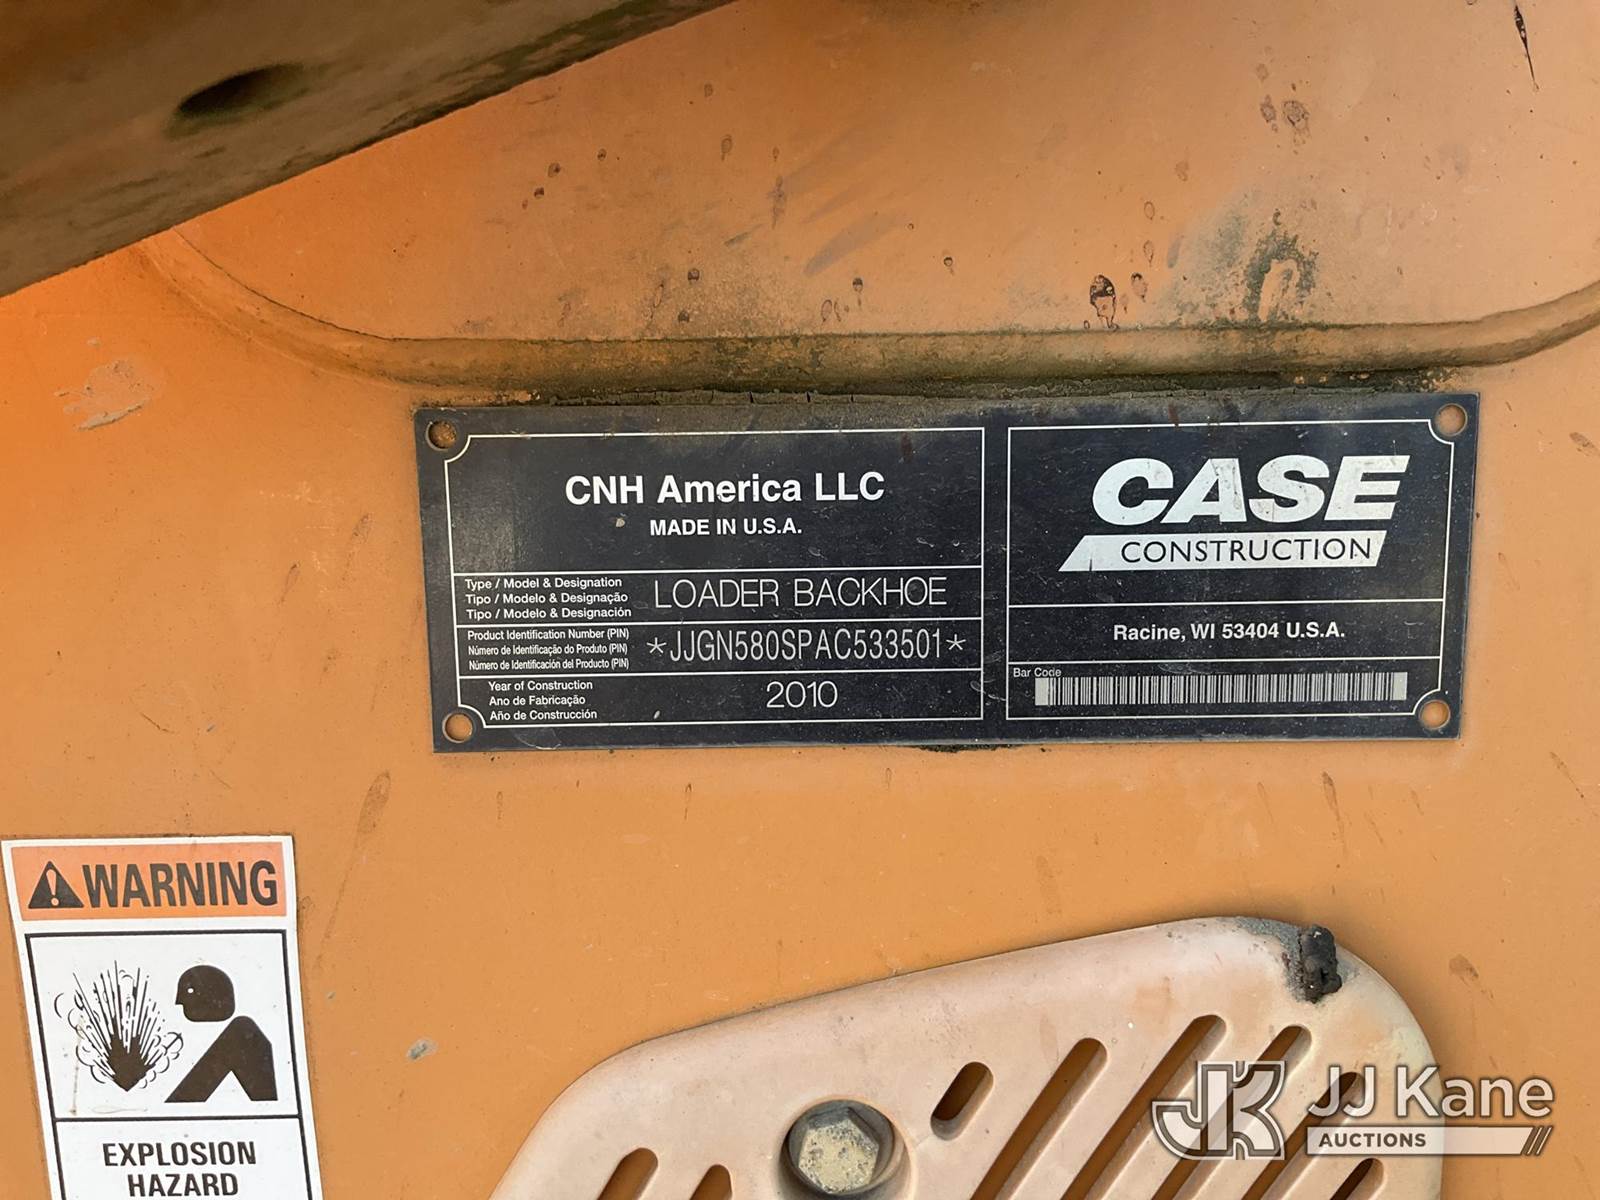 CNH America LLC
MADE IN U.S.A.
Type / Model & Designation
Tipo / Modelo & Designação
Tipo / Modelo & Designación
LOADER BACKHOE
Product Identification Number (PIN)
Número de Identificação do Produto (PIN)
Número de Identificación del Producto (PIN)
*JJGN580SPAC533501*
Year of Construction
Ano de Fabricação
Año de Construcción
2010
CASE
CONSTRUCTION
Racine, WI 53404 U.S.A.
Bar Code
WARNING
EXPLOSION
HAZARD
JK JJ Kane
AUCTIONS